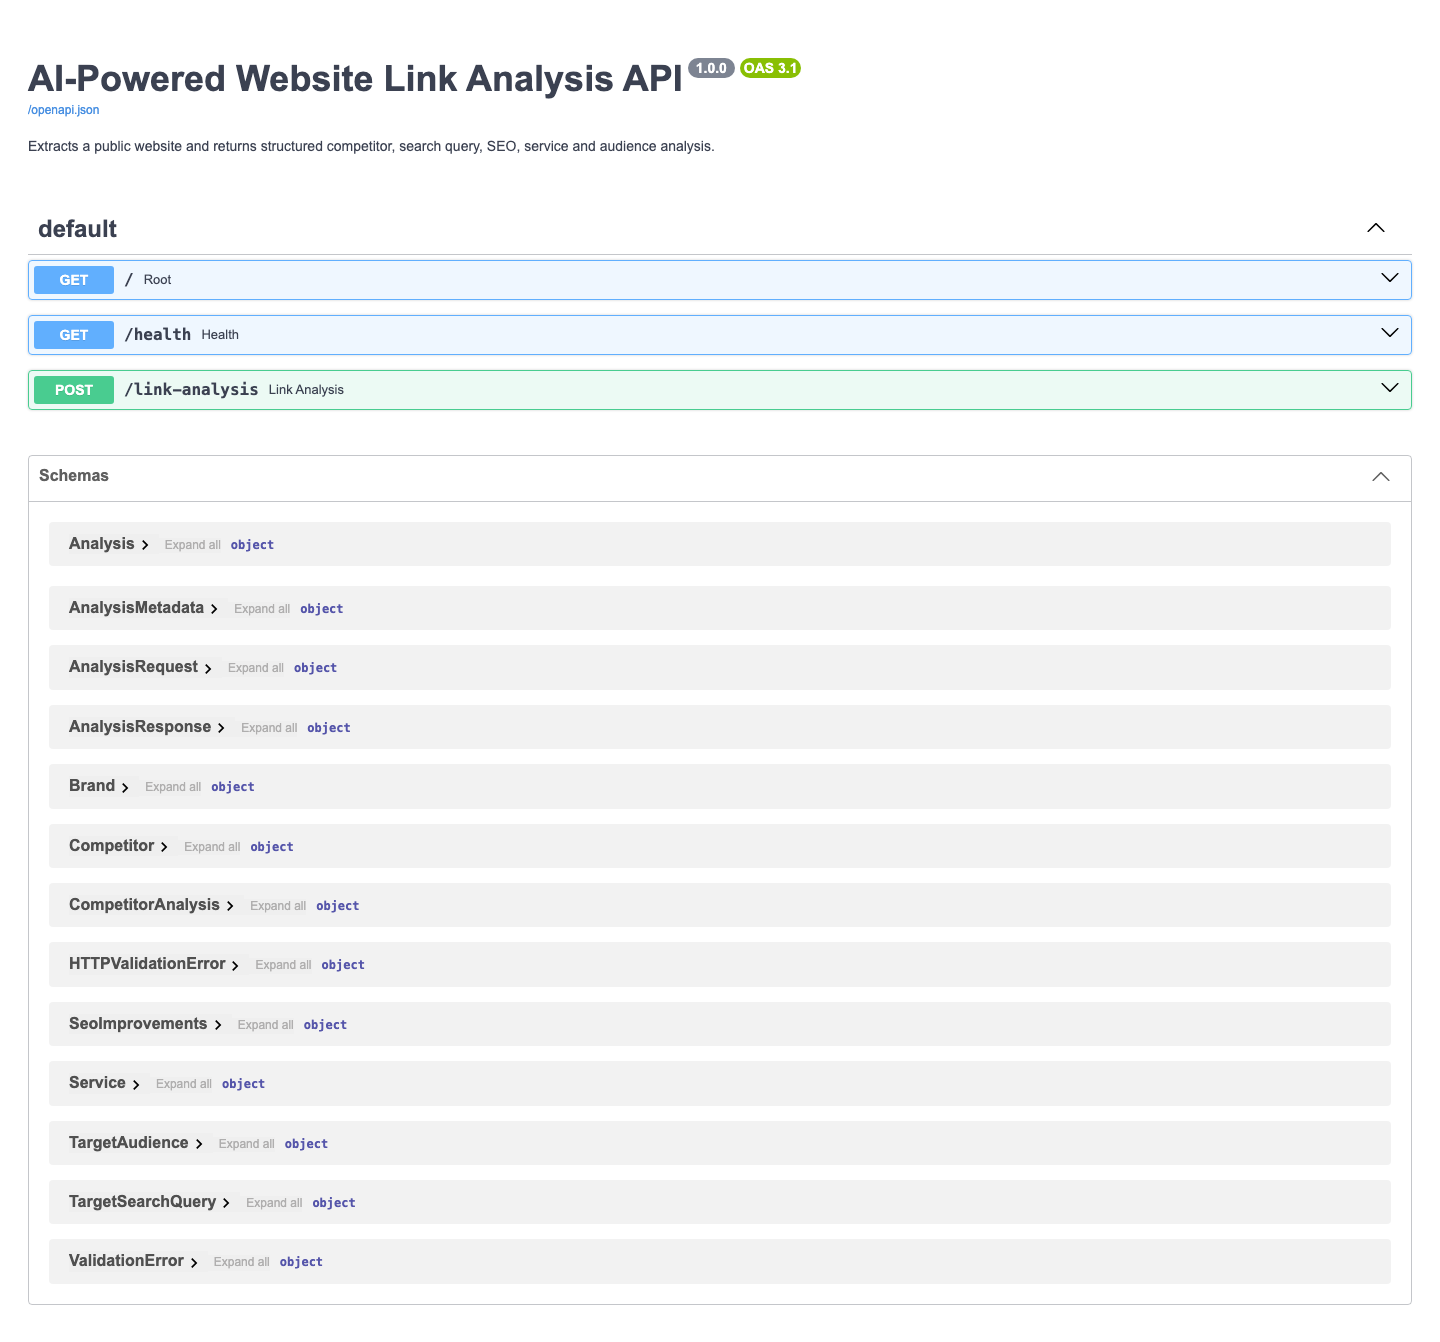 AI-Powered Website Link Analysis API 1.0.0 OAS 3.1
/openapi.json
Extracts a public website and returns structured competitor, search query, SEO, service and audience analysis.
default
GET / Root
GET /health Health
POST /link-analysis Link Analysis
Schemas
Analysis Expand all object
AnalysisMetadata Expand all object
AnalysisRequest Expand all object
AnalysisResponse Expand all object
Brand Expand all object
Competitor Expand all object
CompetitorAnalysis Expand all object
HTTPValidationError Expand all object
SeoImprovements Expand all object
Service Expand all object
TargetAudience Expand all object
TargetSearchQuery Expand all object
ValidationError Expand all object